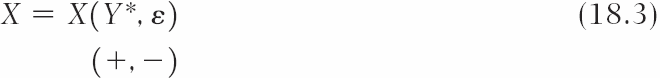 X = X(Y*, ε) (18.3)
(+, −)